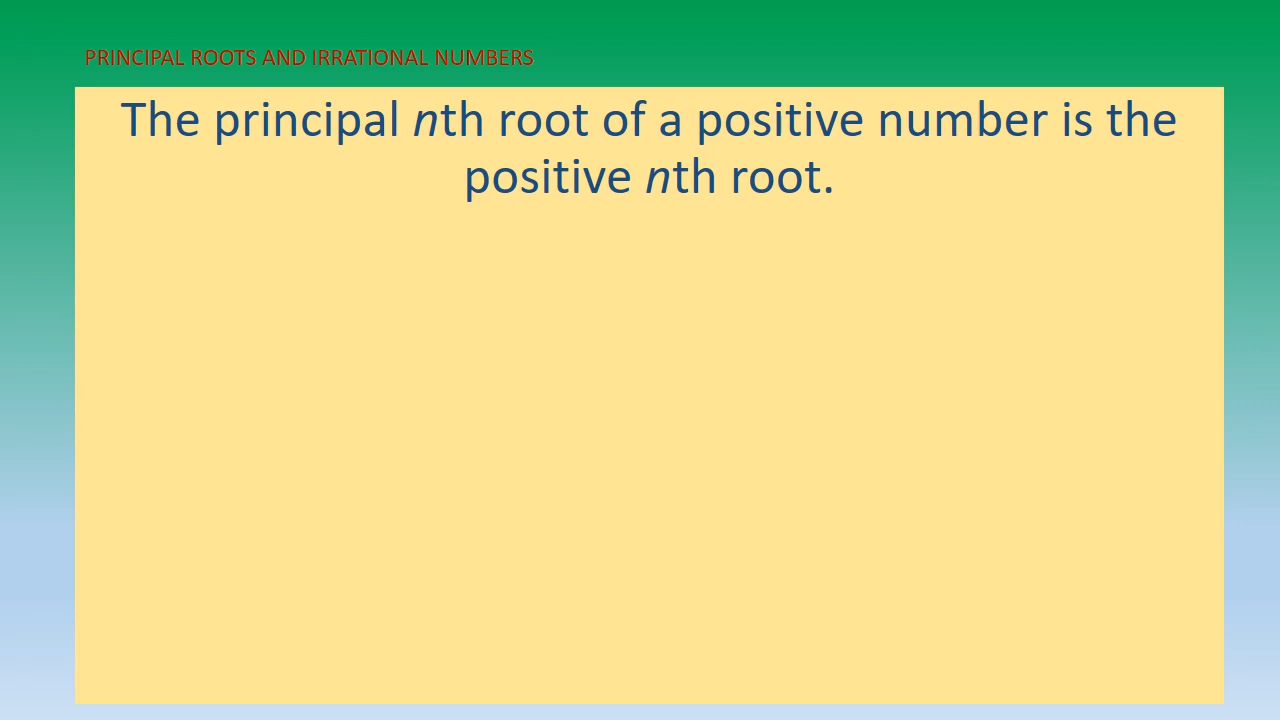 PRINCIPAL ROOTS AND IRRATIONAL NUMBERS
The principal nth root of a positive number is the
positive nth root.